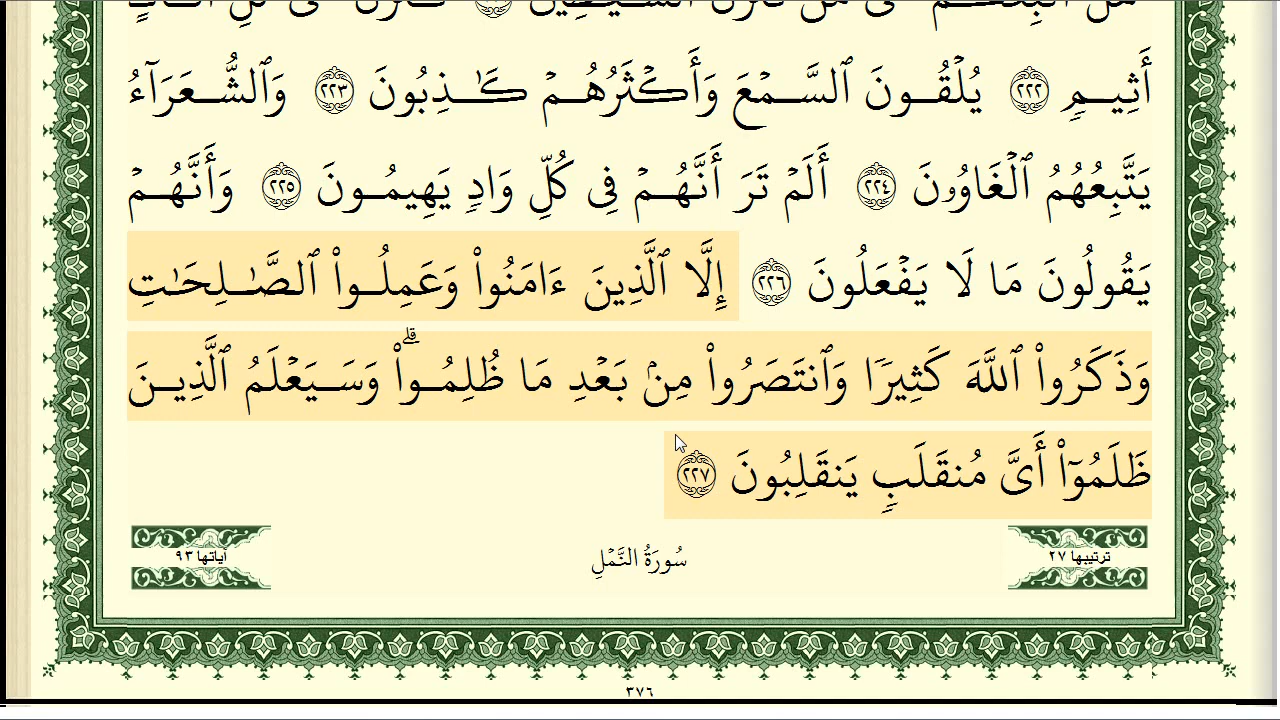 أَثِيمٖ ٢٢٢ يُلۡقُونَ ٱلسَّمۡعَ وَأَكۡثَرُهُمۡ كَٰذِبُونَ ٢٢٣ وَٱلشُّعَرَآءُ
يَتَّبِعُهُمُ ٱلۡغَاوُۥنَ ٢٢٤ أَلَمۡ تَرَ أَنَّهُمۡ فِي كُلِّ وَادٖ يَهِيمُونَ ٢٢٥ وَأَنَّهُمۡ
يَقُولُونَ مَا لَا يَفۡعَلُونَ ٢٢٦ إِلَّا ٱلَّذِينَ ءَامَنُواْ وَعَمِلُواْ ٱلصَّٰلِحَٰتِ
وَذَكَرُواْ ٱللَّهَ كَثِيرٗا وَٱنتَصَرُواْ مِنۢ بَعۡدِ مَا ظُلِمُواْۗ وَسَيَعۡلَمُ ٱلَّذِينَ
ظَلَمُوٓاْ أَيَّ مُنقَلَبٖ يَنقَلِبُونَ ٢٢٧
ترتيبها ٢٧ سُورَةُ النَّمۡلِ آياتها ٩٣
٣٧٦